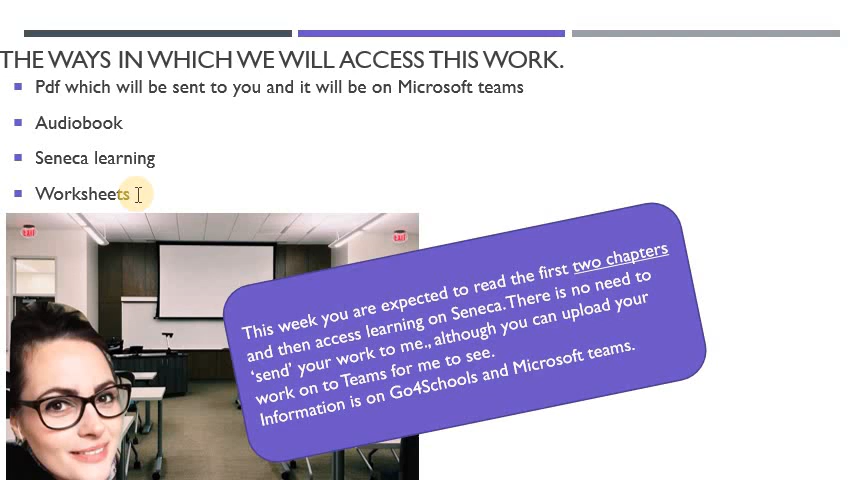 THE WAYS IN WHICH WE WILL ACCESS THIS WORK.
Pdf which will be sent to you and it will be on Microsoft teams
Audiobook
Seneca learning
Worksheets
This week you are expected to read the first two chapters
and then access learning on Seneca. There is no need to
‘send’ your work to me., although you can upload your
work on to Teams for me to see.
Information is on Go4Schools and Microsoft teams.